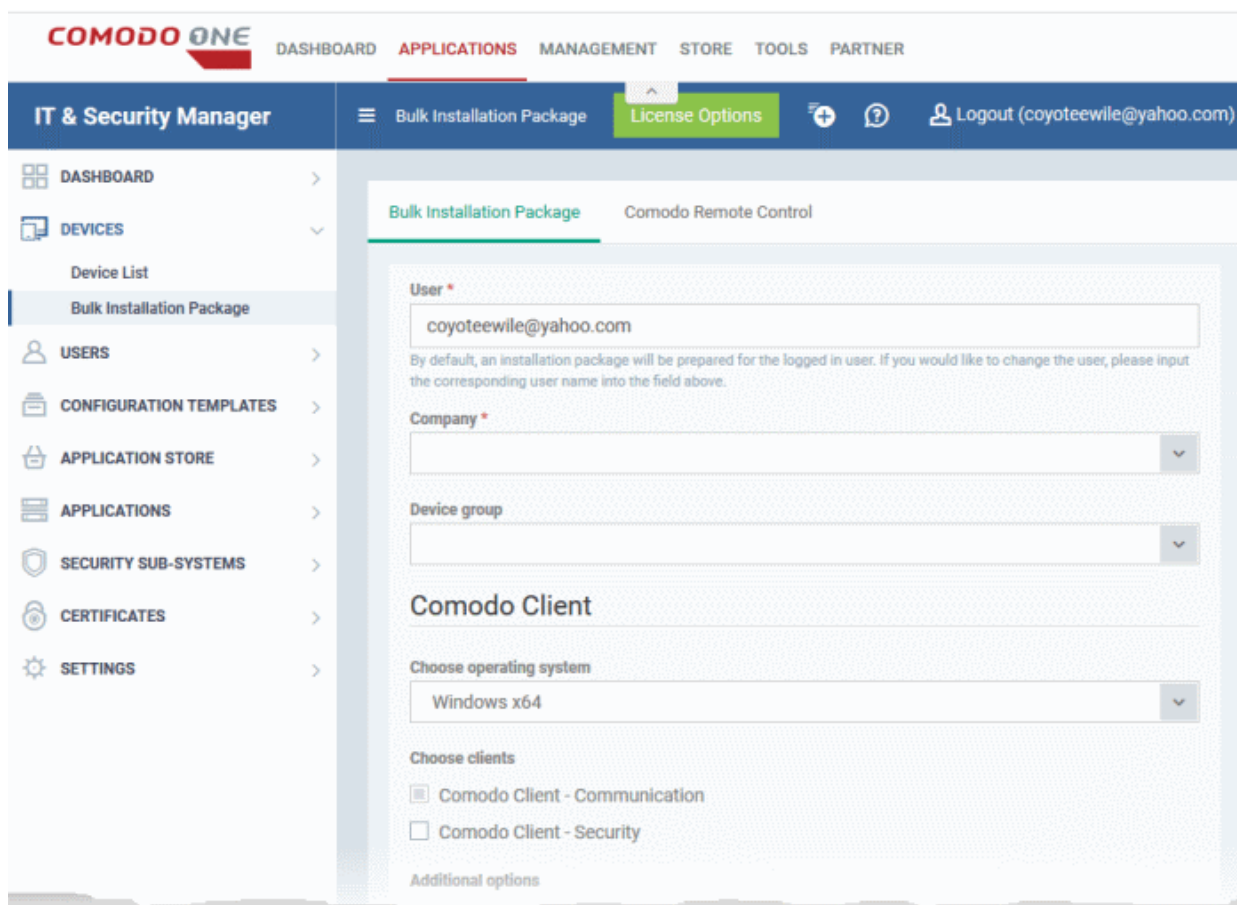 COMODO ONE
DASHBOARD APPLICATIONS MANAGEMENT STORE TOOLS PARTNER
IT & Security Manager
Bulk Installation Package
License Options
Logout (coyoteewile@yahoo.com)
DASHBOARD
DEVICES
Device List
Bulk Installation Package
USERS
CONFIGURATION TEMPLATES
APPLICATION STORE
APPLICATIONS
SECURITY SUB-SYSTEMS
CERTIFICATES
SETTINGS
Bulk Installation Package Comodo Remote Control
User *
coyoteewile@yahoo.com
By default, an installation package will be prepared for the logged in user. If you would like to change the user, please input
the corresponding user name into the field above.
Company *
Device group
Comodo Client
Choose operating system
Windows x64
Choose clients
Comodo Client - Communication
Comodo Client - Security
Additional options